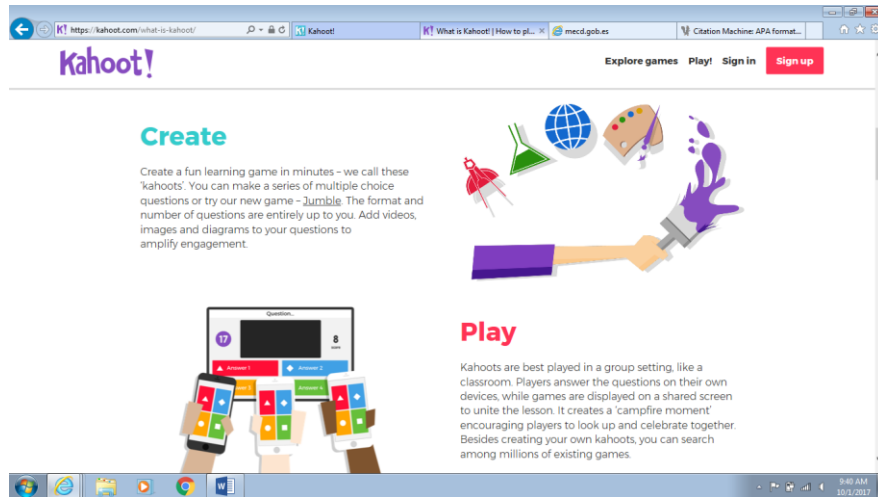 https://kahoot.com/what-is-kahoot/
Kahoot!
What is Kahoot! | How to pl...
mecd.gob.es
Citation Machine: APA format...
Kahoot!
Explore games Play! Sign in Sign up
Create
Create a fun learning game in minutes – we call these
'kahoots'. You can make a series of multiple choice
questions or try our new game – Jumble. The format and
number of questions are entirely up to you. Add videos,
images and diagrams to your questions to
amplify engagement.
Question...
17
8
Answer 1
Answer 2
Answer 4
Play
Kahoots are best played in a group setting, like a
classroom. Players answer the questions on their own
devices, while games are displayed on a shared screen
to unite the lesson. It creates a 'campfire moment'
encouraging players to look up and celebrate together.
Besides creating your own kahoots, you can search
among millions of existing games.
9:40 AM
10/1/2017